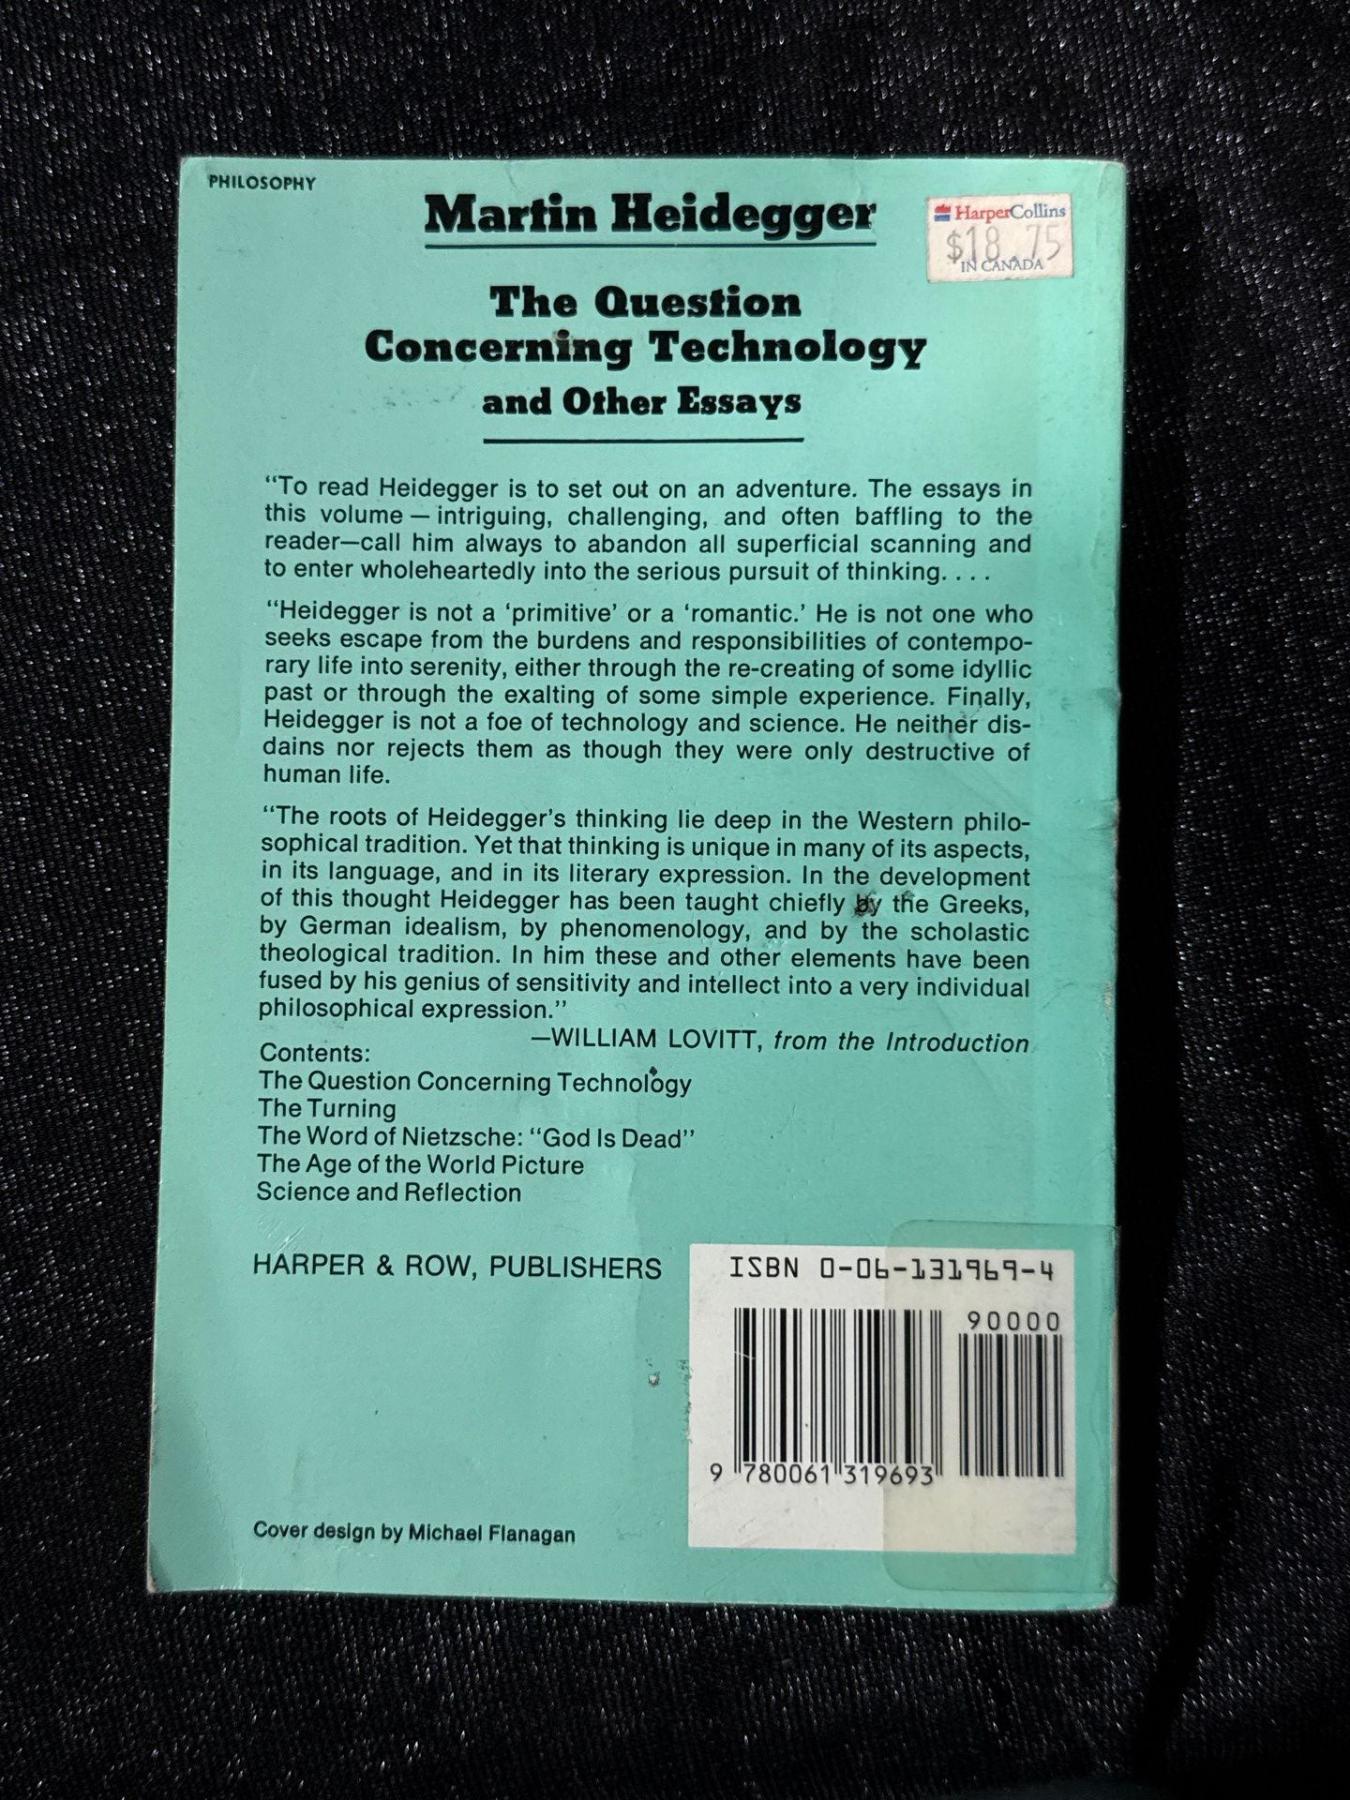 PHILOSOPHY
Martin Heidegger
HarperCollins
$18.75
IN CANADA
The Question
Concerning Technology
and Other Essays
“To read Heidegger is to set out on an adventure. The essays in
this volume — intriguing, challenging, and often baffling to the
reader—call him always to abandon all superficial scanning and
to enter wholeheartedly into the serious pursuit of thinking. . . .
“Heidegger is not a ‘primitive’ or a ‘romantic.’ He is not one who
seeks escape from the burdens and responsibilities of contempo-
rary life into serenity, either through the re-creating of some idyllic
past or through the exalting of some simple experience. Finally,
Heidegger is not a foe of technology and science. He neither dis-
dains nor rejects them as though they were only destructive of
human life.
“The roots of Heidegger’s thinking lie deep in the Western philo-
sophical tradition. Yet that thinking is unique in many of its aspects,
in its language, and in its literary expression. In the development
of this thought Heidegger has been taught chiefly by the Greeks,
by German idealism, by phenomenology, and by the scholastic
theological tradition. In him these and other elements have been
fused by his genius of sensitivity and intellect into a very individual
philosophical expression.”
—WILLIAM LOVITT, from the Introduction
Contents:
The Question Concerning Technology
The Turning
The Word of Nietzsche: “God Is Dead”
The Age of the World Picture
Science and Reflection
HARPER & ROW, PUBLISHERS
ISBN 0-06-131969-4
90000
9 780061 319693
Cover design by Michael Flanagan